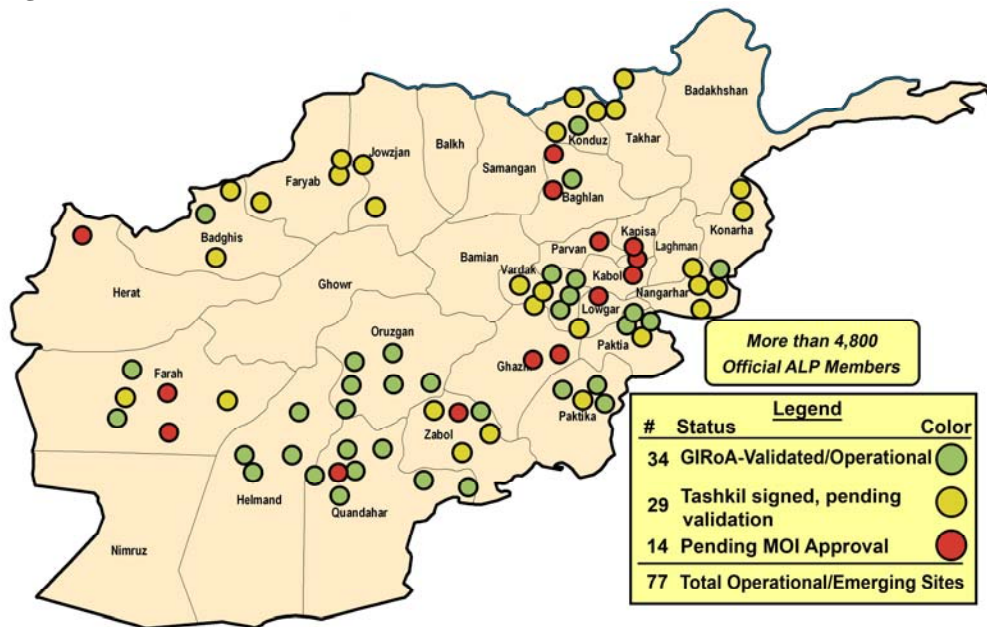 Badakhshan
Konduz
Takhar
Jowzjan
Balkh
Samangan
Faryab
Baghlan
Konarha
Kapisa
Parvan
Laghman
Badghis
Bamian
Vardak
Kabol
Nangarhar
Herat
Ghowr
Lowgar
Oruzgan
Paktia
Ghazni
Farah
Paktika
Zabol
Helmand
Quandahar
Nimruz
More than 4,800
Official ALP Members
Legend
# Status Color
34 GIRoA-Validated/Operational
29 Tashkil signed, pending
validation
14 Pending MOI Approval
77 Total Operational/Emerging Sites